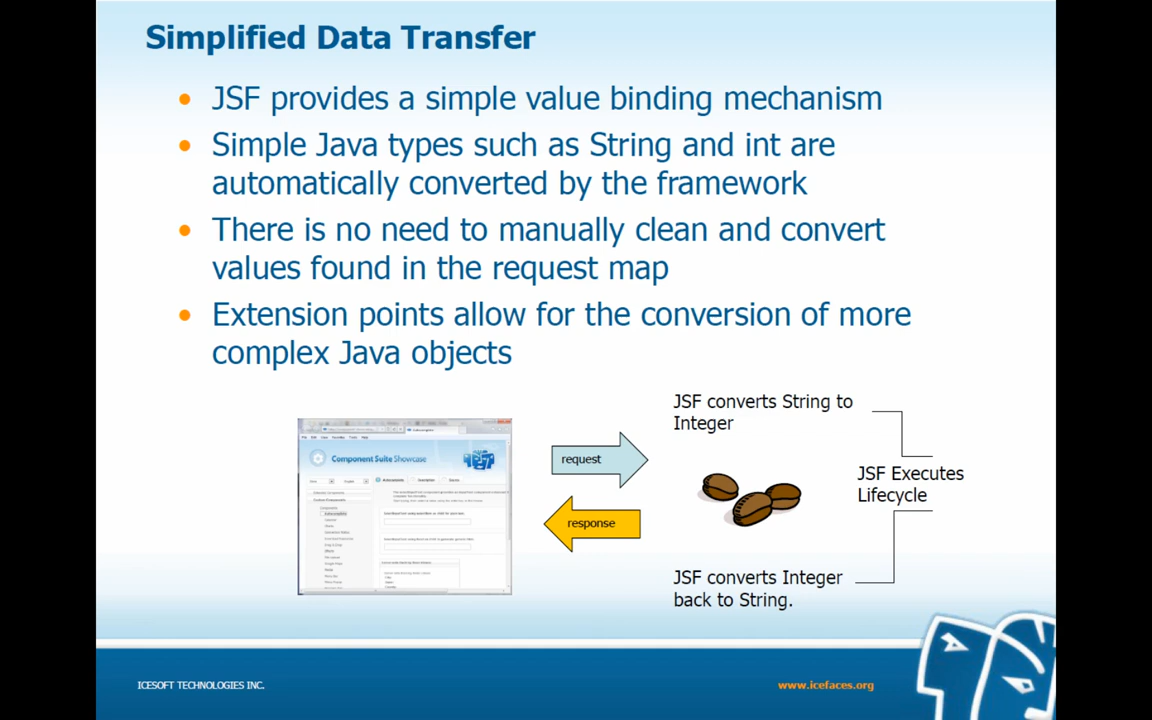 Simplified Data Transfer
JSF provides a simple value binding mechanism
Simple Java types such as String and int are
automatically converted by the framework
There is no need to manually clean and convert
values found in the request map
Extension points allow for the conversion of more
complex Java objects
JSF converts String to
Integer
Component Suite Showcase
request
JSF Executes
Lifecycle
response
JSF converts Integer
back to String.
ICESOFT TECHNOLOGIES INC.
www.icefaces.org